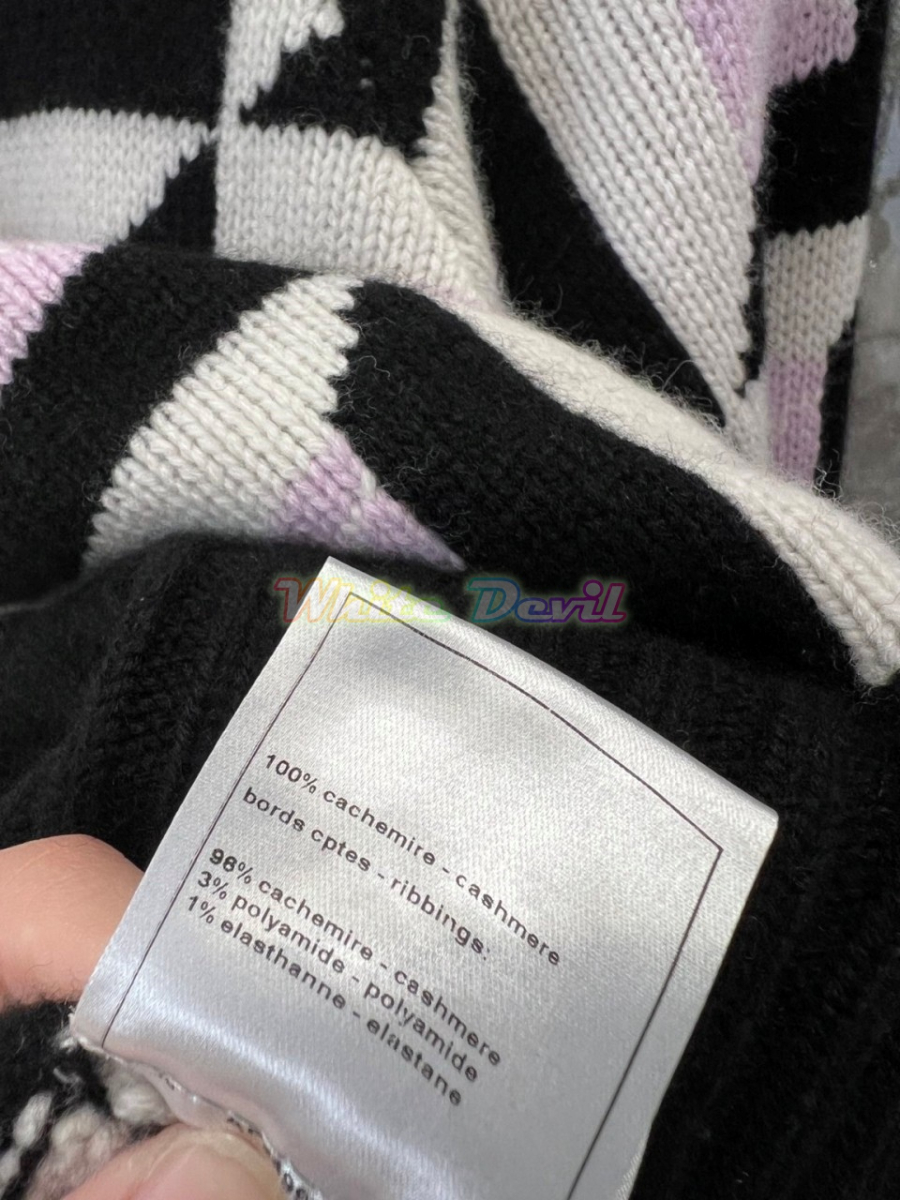 White Devil
100% cachemire - cashmere
bords cptes - ribbings:
96% cachemire - cashmere
3% polyamide - polyamide
1% elasthanne - elastane